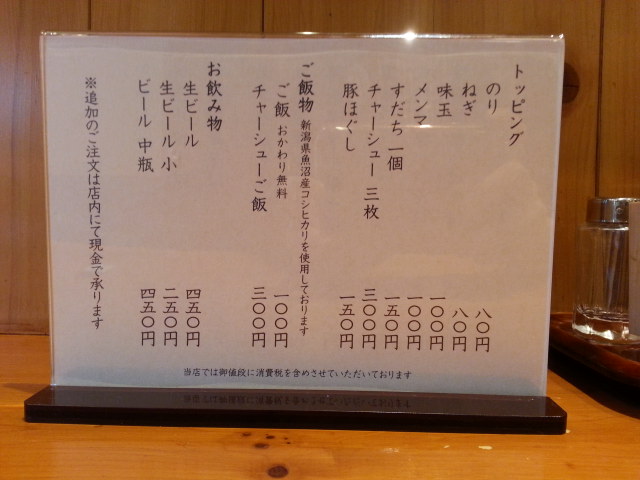 トッピング
のり 八〇円
ねぎ 八〇円
味玉 一〇〇円
メンマ 一〇〇円
すだち 一個 一五〇円
チャーシュー 三枚 三〇〇円
豚ほぐし 一五〇円
ご飯物 新潟県魚沼産コシヒカリを使用しております
ご飯 おかわり無料 一〇〇円
チャーシューご飯 三〇〇円
お飲み物
生ビール 四五〇円
生ビール 小 二五〇円
ビール 中瓶 四五〇円
※追加のご注文は店内にて現金で承ります
※当店では御値段に消費税を含めさせていただいております